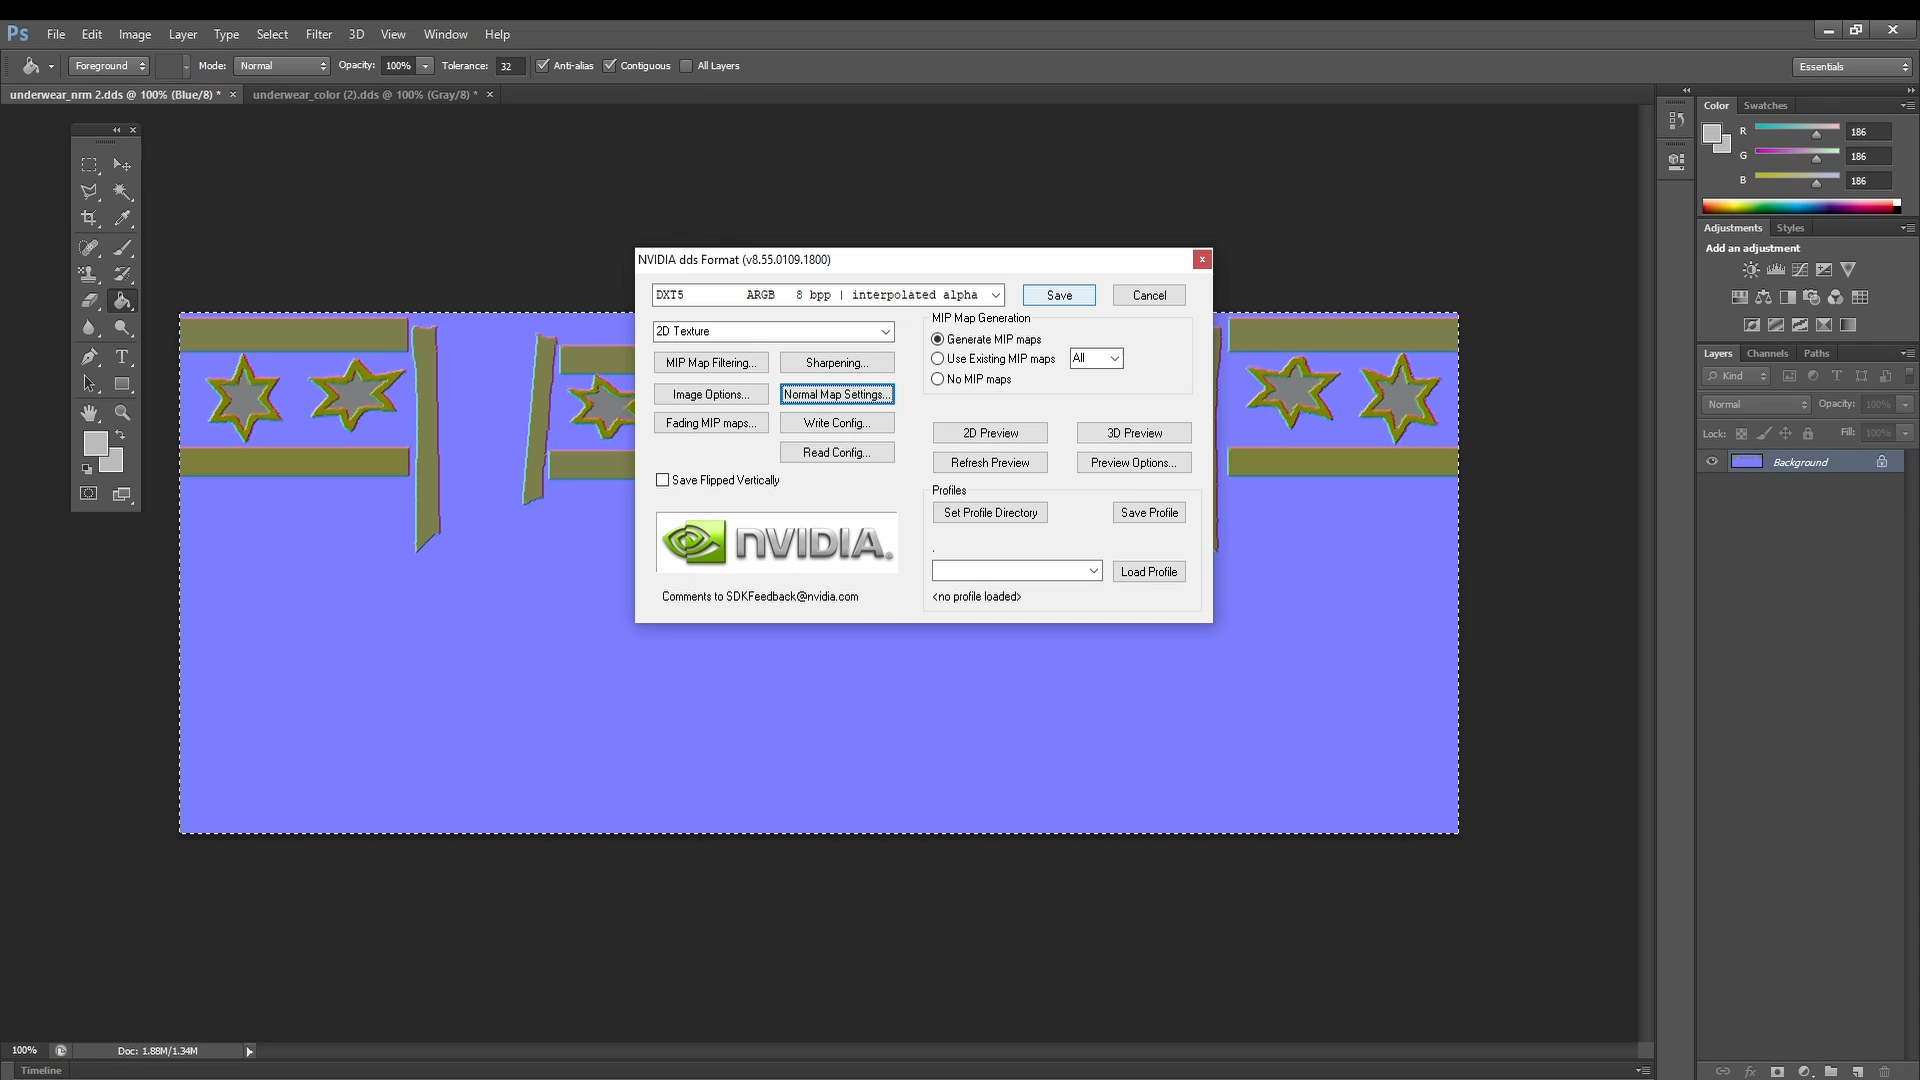 Ps File Edit Image Layer Type Select Filter 3D View Window Help
Foreground Mode: Normal Opacity: 100% Tolerance: 32 Anti-alias Contiguous All Layers Essentials
underwear_nrm 2.dds @ 100% (Blue/8) * × underwear_color (2).dds @ 100% (Gray/8) * ×
Color Swatches
R 186
G 186
B 186
Adjustments Styles
Add an adjustment
NVIDIA dds Format (v8.55.0109.1800)
DXT5 ARGB 8 bpp | interpolated alpha
Save Cancel
2D Texture
MIP Map Filtering... Sharpening...
Image Options... Normal Map Settings...
Fading MIP maps... Write Config...
Read Config...
Save Flipped Vertically
MIP Map Generation
Generate MIP maps
Use Existing MIP maps All
No MIP maps
2D Preview 3D Preview
Refresh Preview Preview Options...
Profiles
Set Profile Directory Save Profile
.
Load Profile
<no profile loaded>
NVIDIA.
Comments to SDKFeedback@nvidia.com
Layers Channels Paths
Kind
Normal Opacity: 100%
Lock: Fill: 100%
Background
100% Doc: 1.88M/1.34M
Timeline